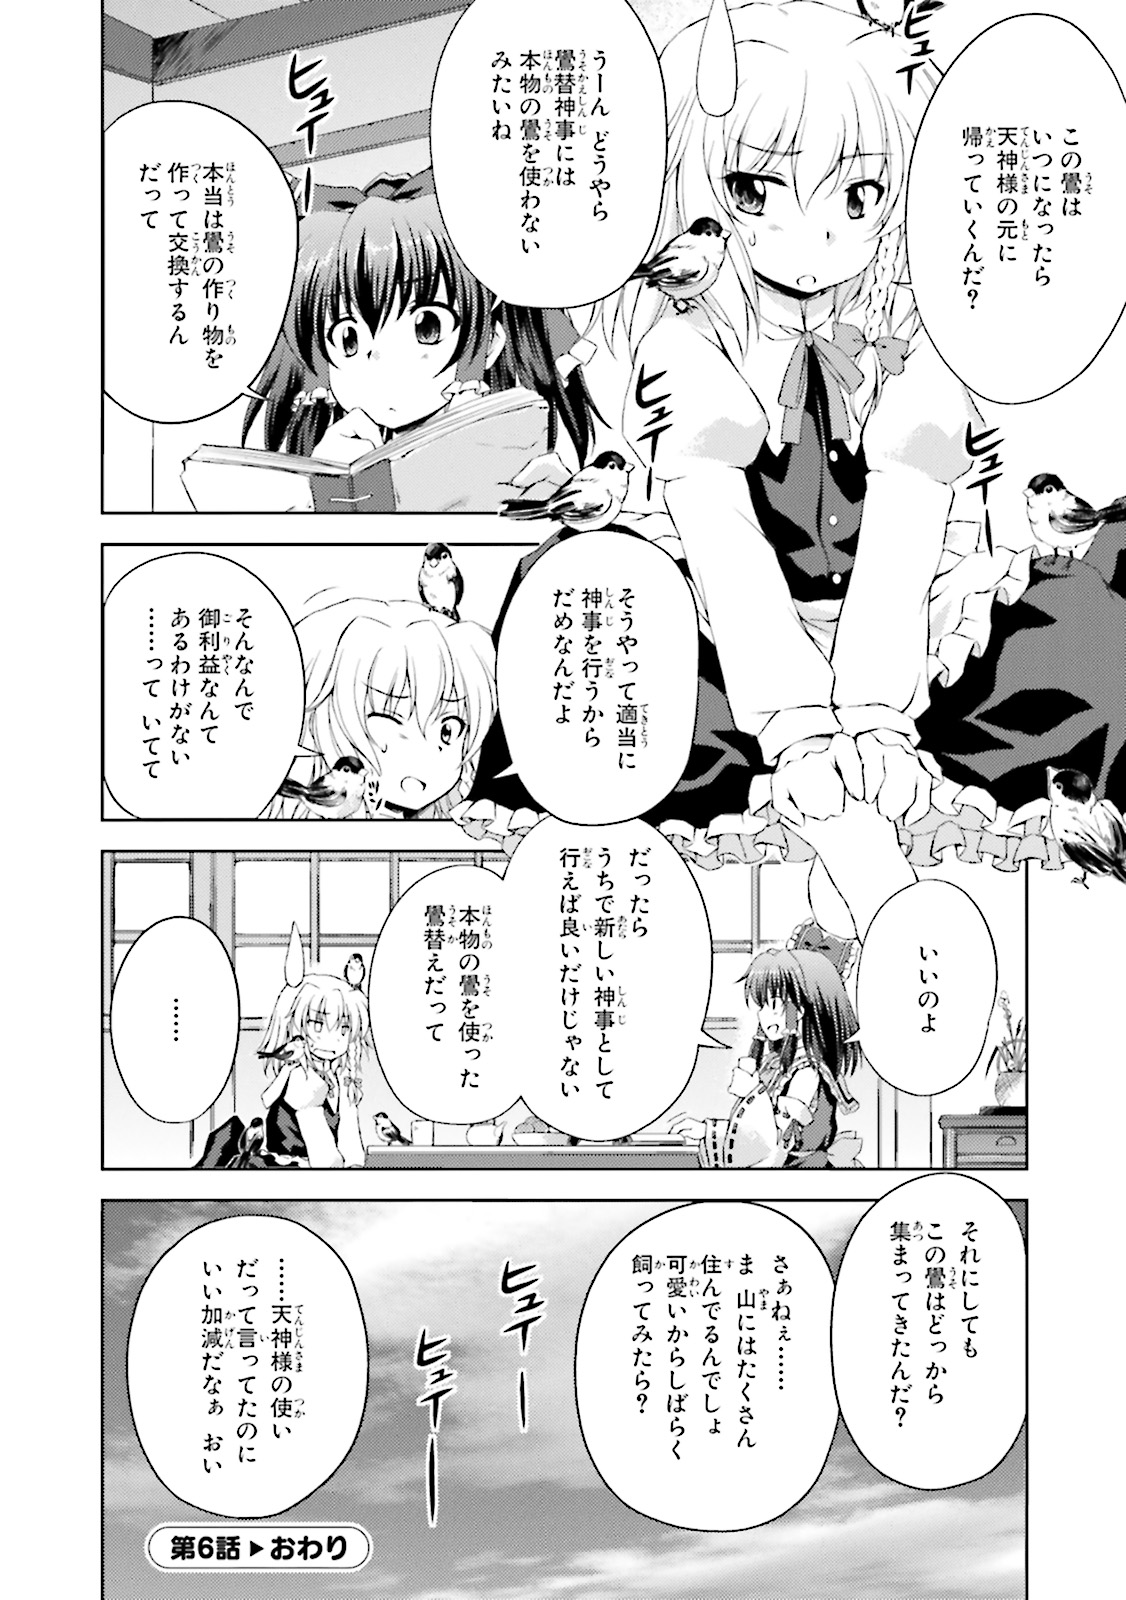 この鷽は
いつになったら
天神様の元に
帰っていくんだ？
うーん どうやら
鷽替神事には
本物の鷽を使わない
みたいね
本当は鷽の作り物を
作って交換するん
だって
ヒュイー
ヒュイー
ヒュイー
ヒュイー
そうやって適当に
神事を行うから
だめなんだよ
そんなんで
御利益なんて
あるわけがない
……って いてて
いいのよ
だったら
うちで新しい神事として
行えば良いだけじゃない
本物の鷽を使った
鷽替えだって
……
それにしても
この鷽はどっから
集まってきたんだ？
さぁねぇ……
ま 山にはたくさん
住んでるんでしょ
可愛いからしばらく
飼ってみたら？
ヒュイー
ヒュイー
……天神様の使い
だって言ってたのに
いい加減だなぁ おい
第6話▶おわり